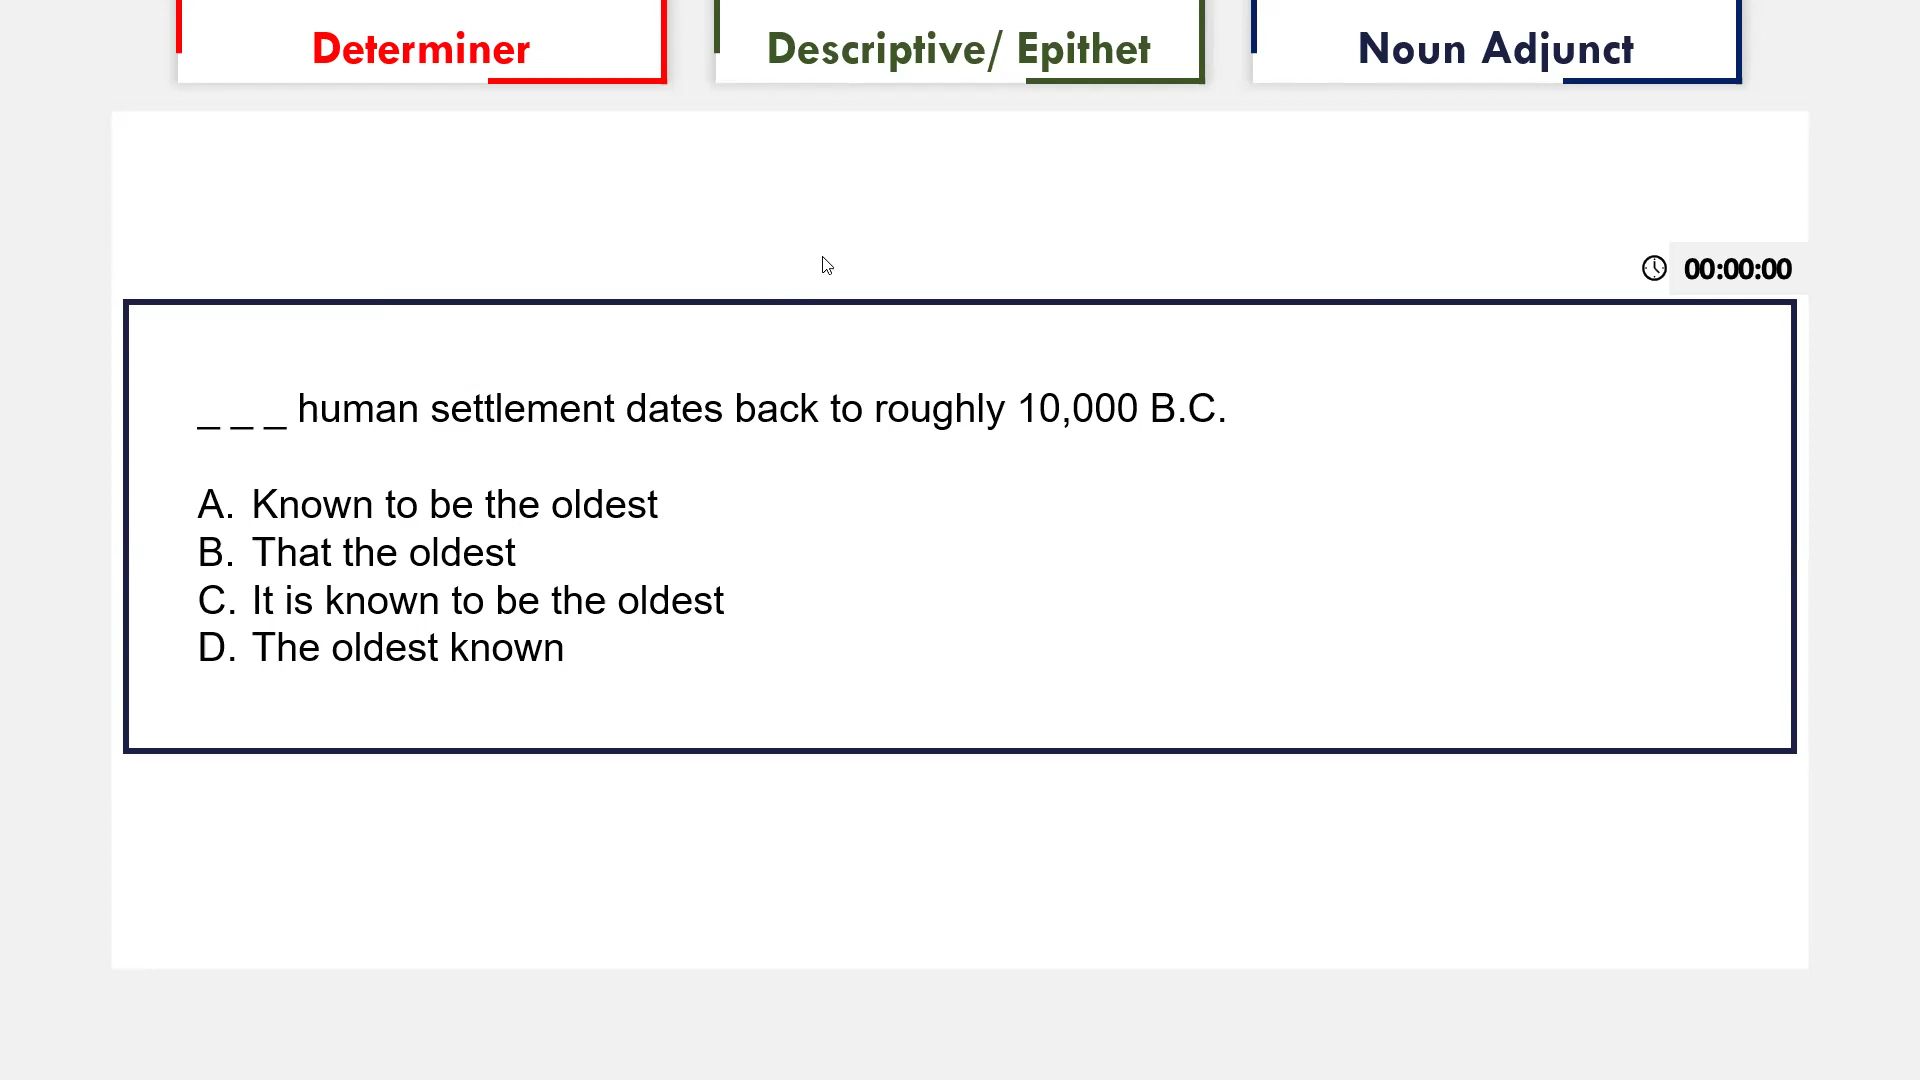 Determiner
Descriptive/ Epithet
Noun Adjunct
00:00:00
_ _ _ human settlement dates back to roughly 10,000 B.C.
A. Known to be the oldest
B. That the oldest
C. It is known to be the oldest
D. The oldest known